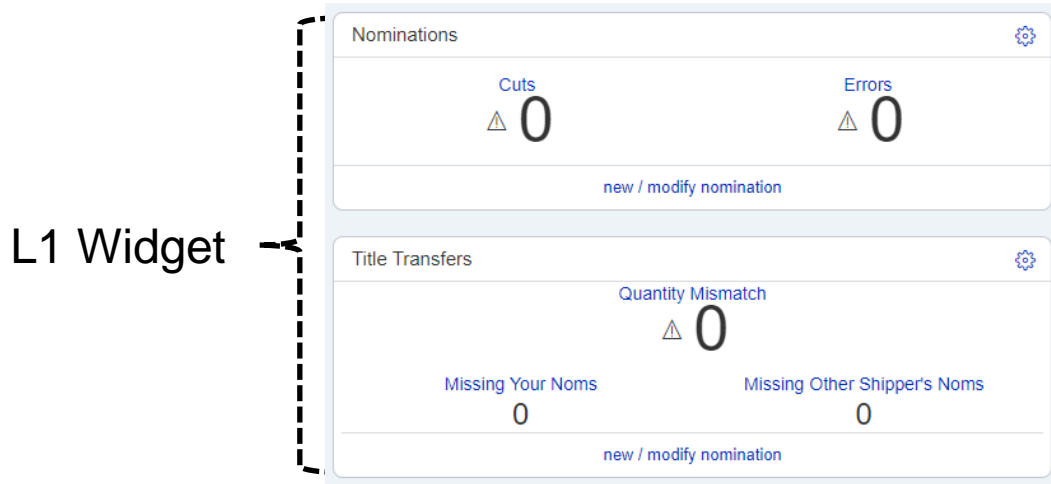 Nominations
Cuts
Errors
0
0
new / modify nomination
L1 Widget
Title Transfers
Quantity Mismatch
0
Missing Your Noms
Missing Other Shipper's Noms
0
0
new / modify nomination